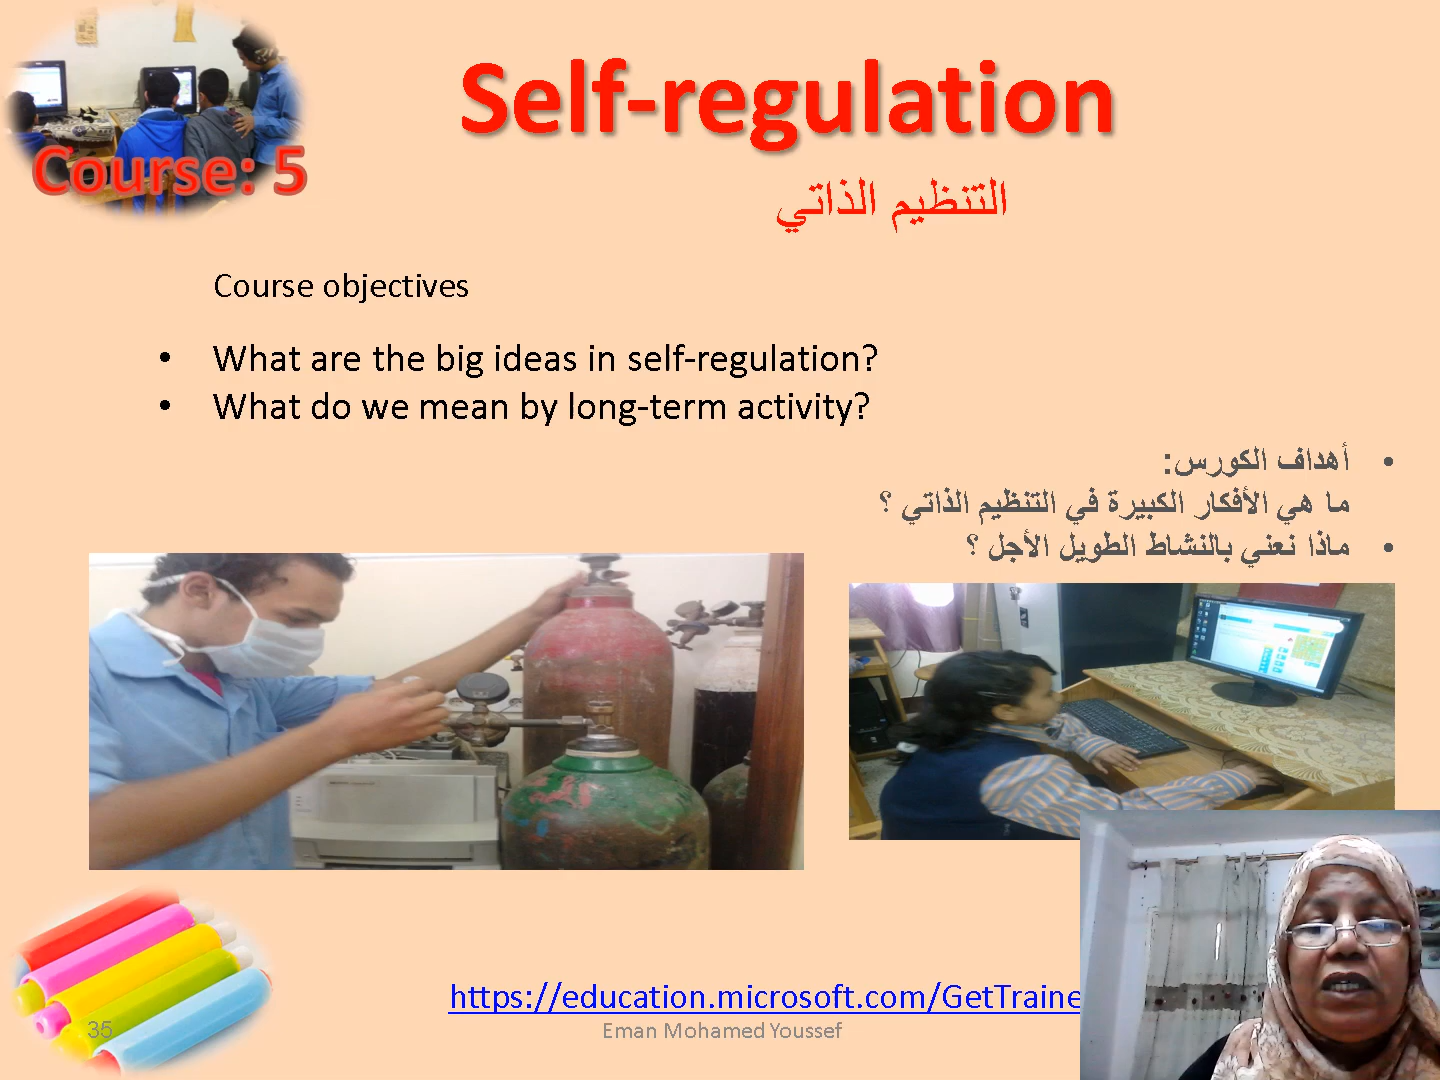 Course: 5
Self-regulation
التنظيم الذاتي
Course objectives
• What are the big ideas in self-regulation?
• What do we mean by long-term activity?
• أهداف الكورس:
ما هي الأفكار الكبيرة في التنظيم الذاتي ؟
• ماذا نعني بالنشاط الطويل الأجل ؟
https://education.microsoft.com/GetTraine
35
Eman Mohamed Youssef